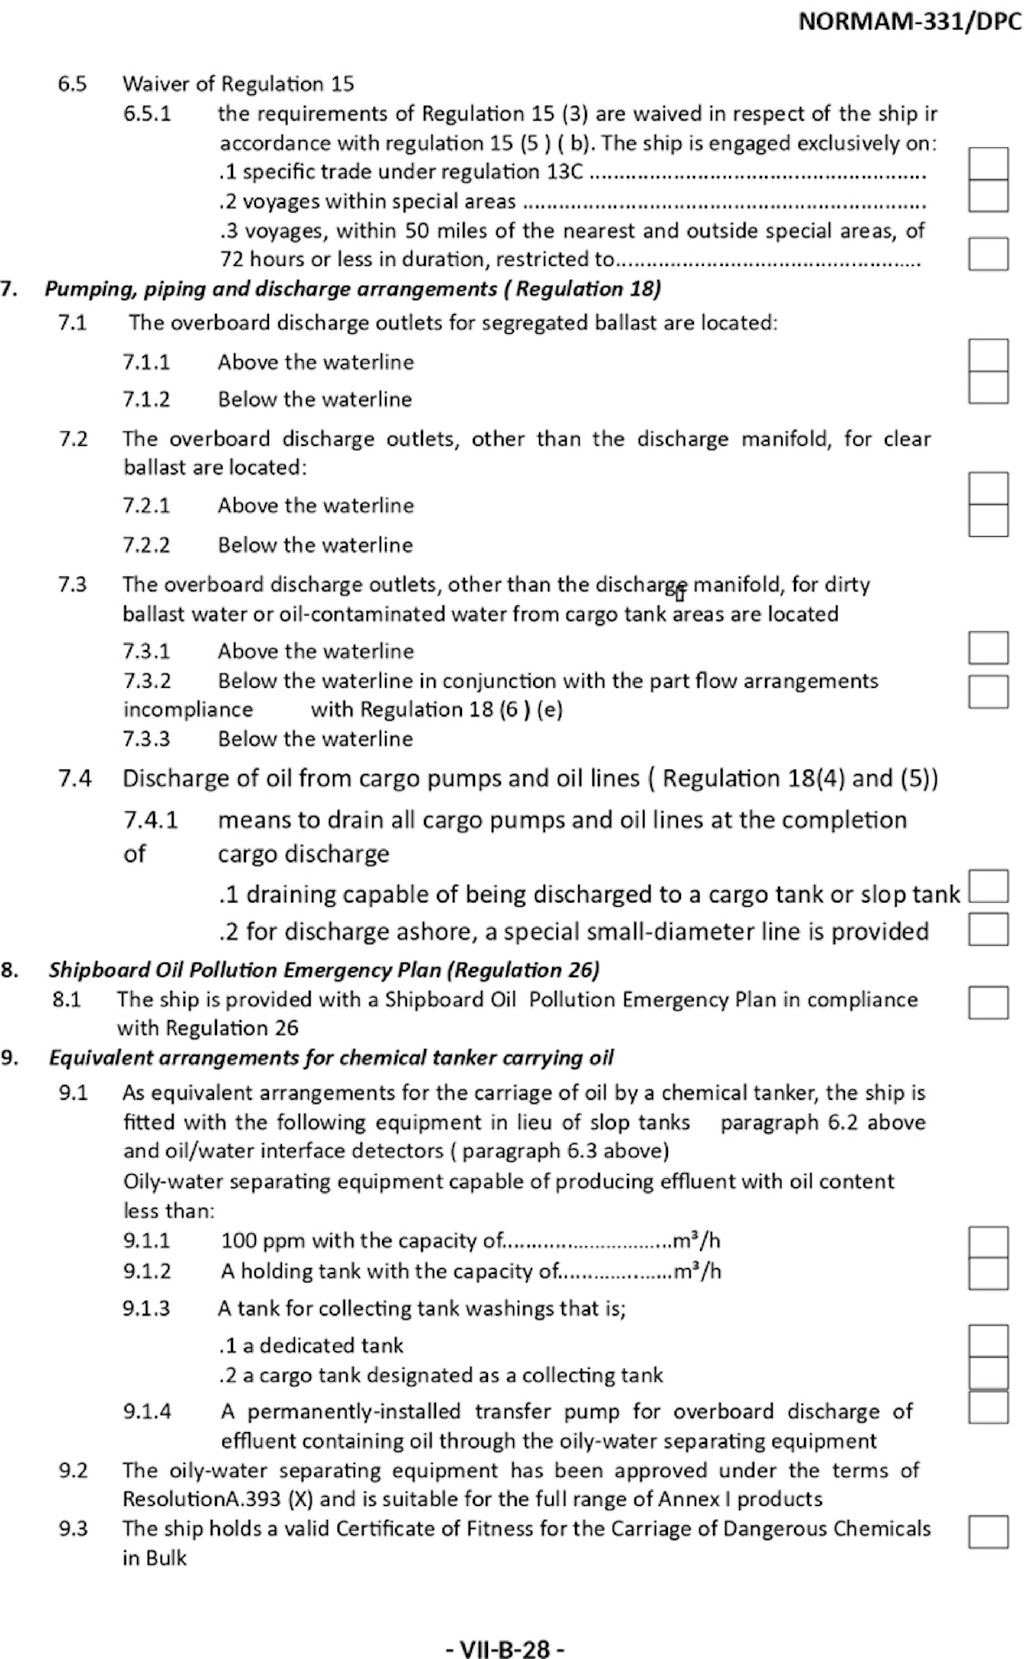 NORMAM-331/DPC
6.5 Waiver of Regulation 15
6.5.1 the requirements of Regulation 15 (3) are waived in respect of the ship ir
accordance with regulation 15 (5 ) ( b). The ship is engaged exclusively on:
.1 specific trade under regulation 13C ........................................................
.2 voyages within special areas ...................................................................
.3 voyages, within 50 miles of the nearest and outside special areas, of
72 hours or less in duration, restricted to...................................................
7. Pumping, piping and discharge arrangements ( Regulation 18)
7.1 The overboard discharge outlets for segregated ballast are located:
7.1.1 Above the waterline
7.1.2 Below the waterline
7.2 The overboard discharge outlets, other than the discharge manifold, for clear
ballast are located:
7.2.1 Above the waterline
7.2.2 Below the waterline
7.3 The overboard discharge outlets, other than the discharge manifold, for dirty
ballast water or oil-contaminated water from cargo tank areas are located
7.3.1 Above the waterline
7.3.2 Below the waterline in conjunction with the part flow arrangements
incompliance with Regulation 18 (6 ) (e)
7.3.3 Below the waterline
7.4 Discharge of oil from cargo pumps and oil lines ( Regulation 18(4) and (5))
7.4.1 means to drain all cargo pumps and oil lines at the completion
of cargo discharge
.1 draining capable of being discharged to a cargo tank or slop tank
.2 for discharge ashore, a special small-diameter line is provided
8. Shipboard Oil Pollution Emergency Plan (Regulation 26)
8.1 The ship is provided with a Shipboard Oil Pollution Emergency Plan in compliance
with Regulation 26
9. Equivalent arrangements for chemical tanker carrying oil
9.1 As equivalent arrangements for the carriage of oil by a chemical tanker, the ship is
fitted with the following equipment in lieu of slop tanks paragraph 6.2 above
and oil/water interface detectors ( paragraph 6.3 above)
Oily-water separating equipment capable of producing effluent with oil content
less than:
9.1.1 100 ppm with the capacity of............................m³/h
9.1.2 A holding tank with the capacity of...................m³/h
9.1.3 A tank for collecting tank washings that is;
.1 a dedicated tank
.2 a cargo tank designated as a collecting tank
9.1.4 A permanently-installed transfer pump for overboard discharge of
effluent containing oil through the oily-water separating equipment
9.2 The oily-water separating equipment has been approved under the terms of
ResolutionA.393 (X) and is suitable for the full range of Annex I products
9.3 The ship holds a valid Certificate of Fitness for the Carriage of Dangerous Chemicals
in Bulk
- VII-B-28 -